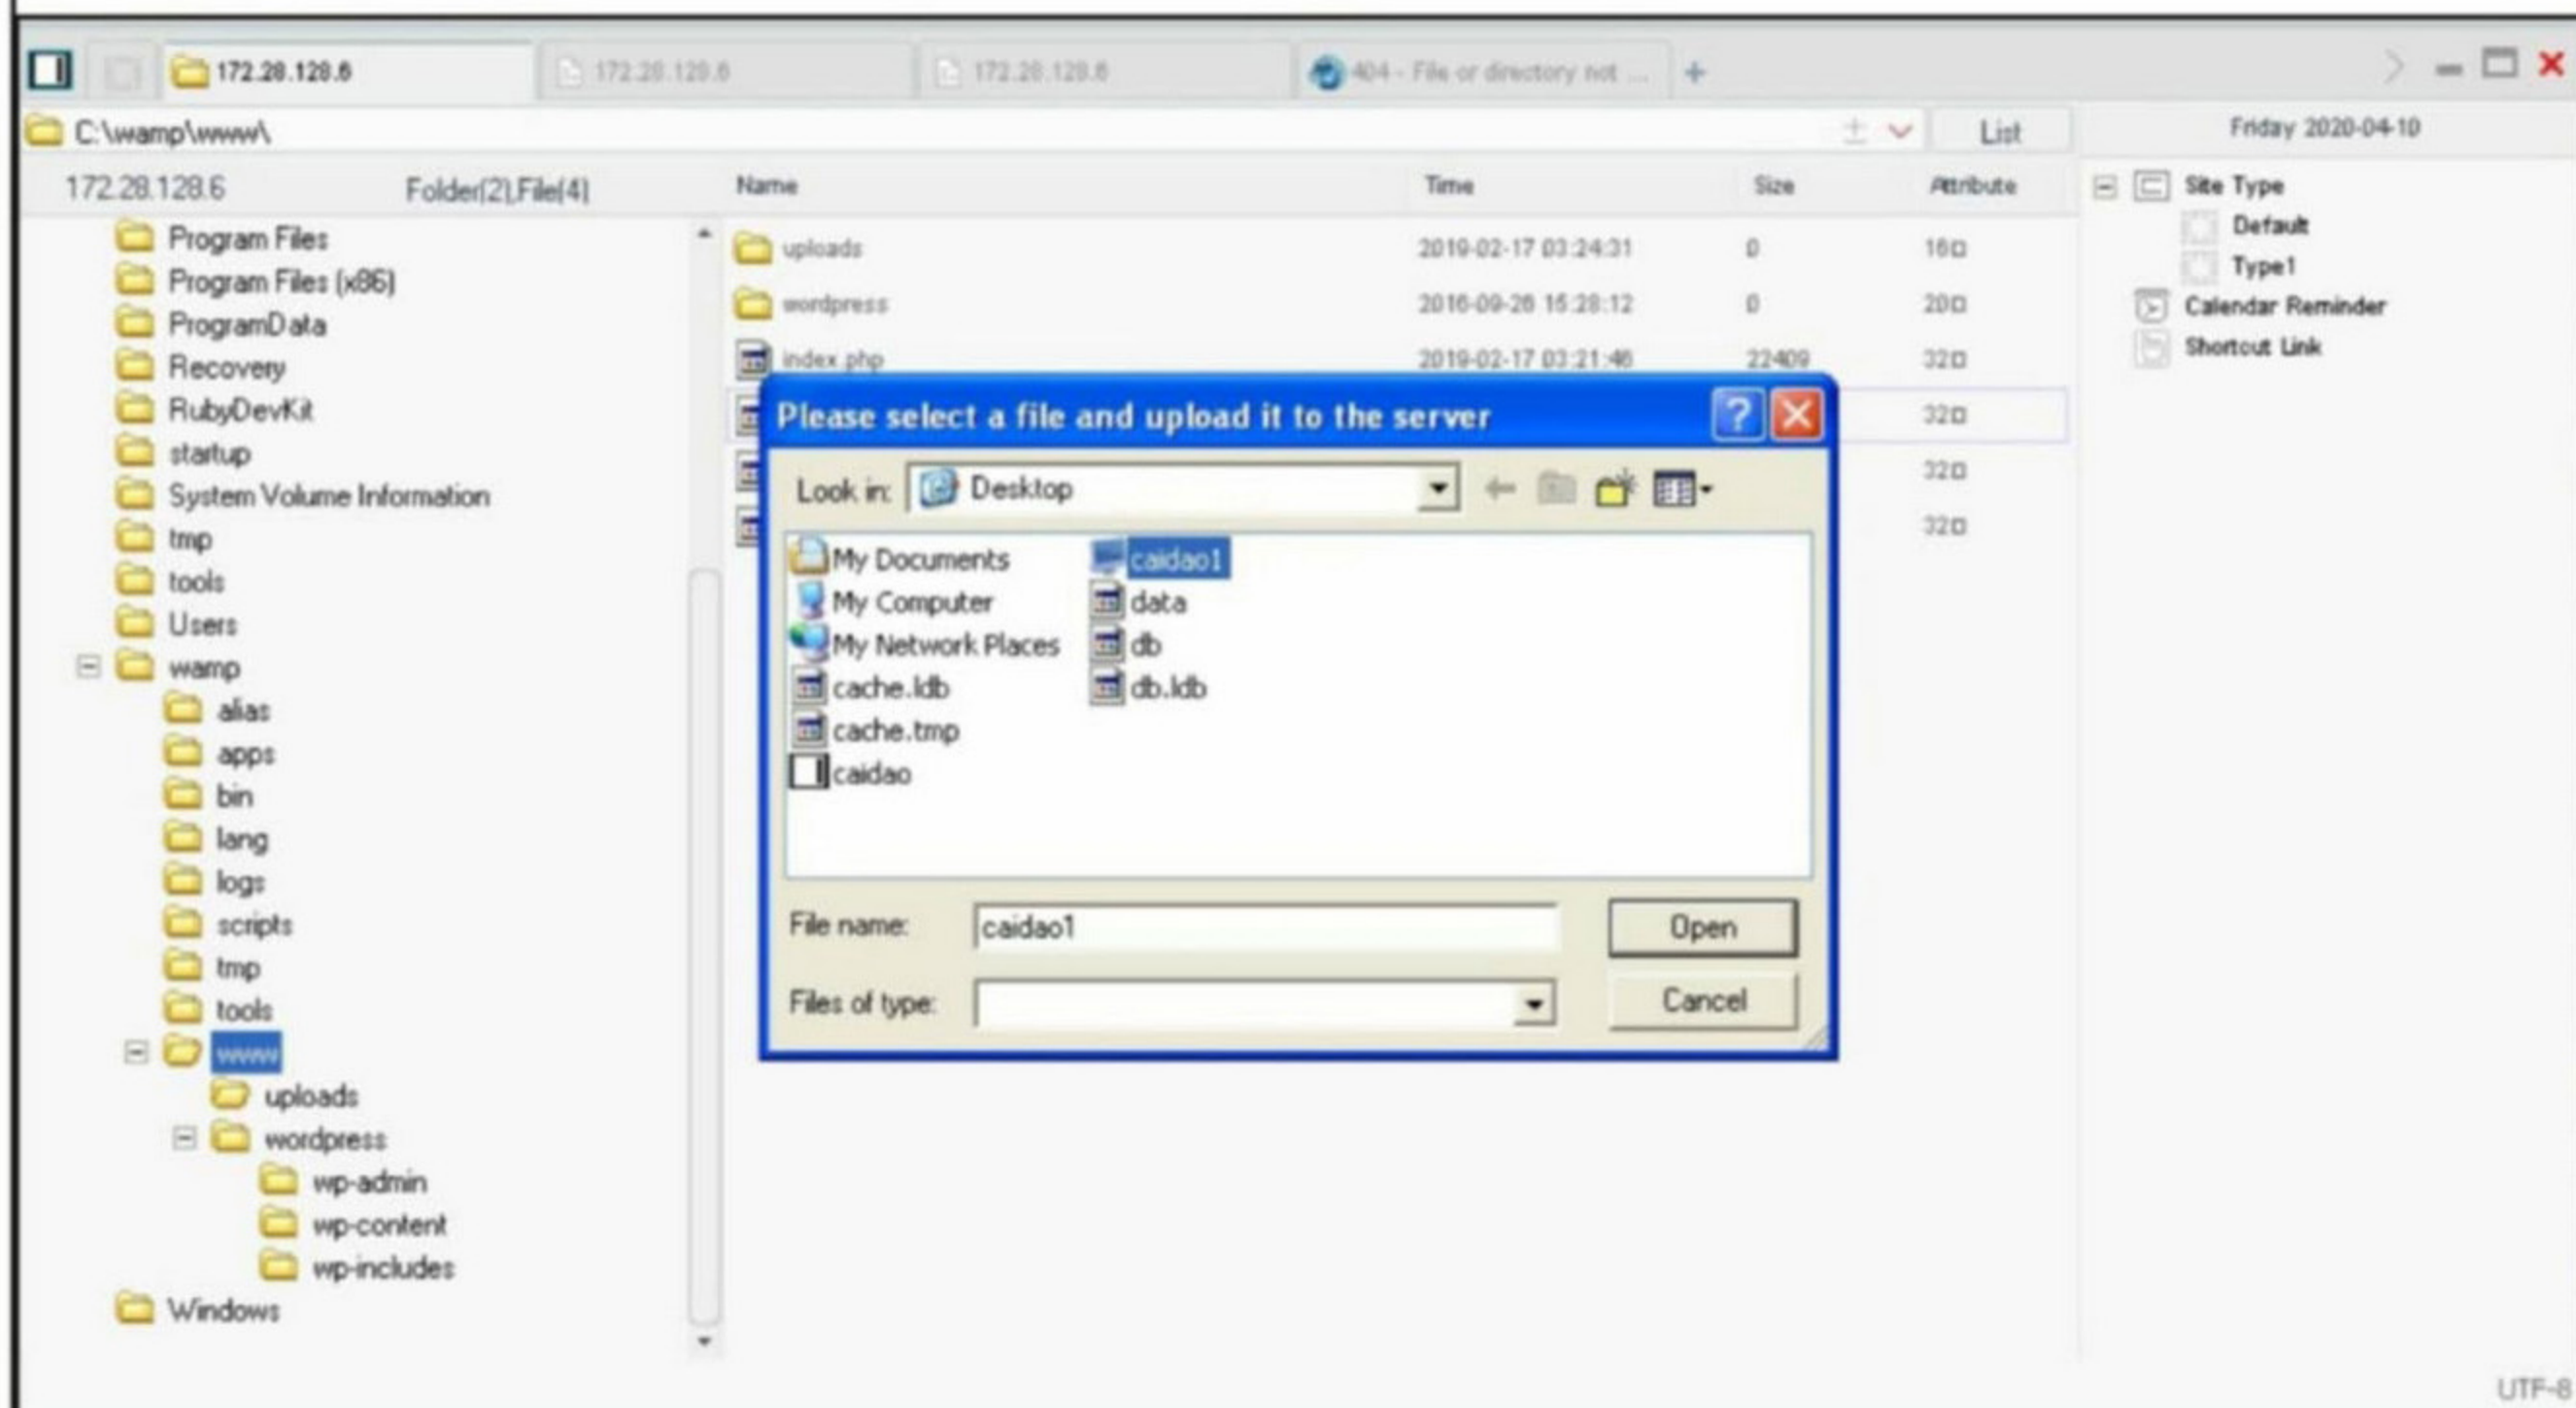 172.28.128.6
172.28.128.6
172.28.128.6
404 - File or directory not ...
C:\wamp\www\
List
Friday 2020-04-10
172.28.128.6
Folder(2),File(4)
Name
Time
Size
Attribute
Program Files
Program Files (x86)
ProgramData
Recovery
RubyDevKit
startup
System Volume Information
tmp
tools
Users
wamp
alias
apps
bin
lang
logs
scripts
tmp
tools
www
uploads
wordpress
wp-admin
wp-content
wp-includes
Windows
uploads 2019-02-17 03:24:31 0 16
wordpress 2016-09-26 15:28:12 0 20
index.php 2019-02-17 03:21:46 22409 32
32
32
32
Please select a file and upload it to the server
Look in: Desktop
My Documents
My Computer
My Network Places
cache.ldb
cache.tmp
caidao
caidao1
data
db
db.ldb
File name: caidao1
Open
Files of type:
Cancel
Site Type
Default
Type1
Calendar Reminder
Shortcut Link
UTF-8